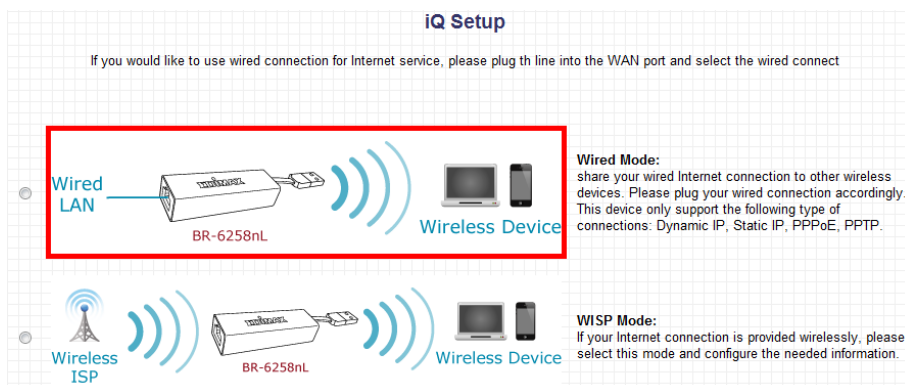 iQ Setup
If you would like to use wired connection for Internet service, please plug th line into the WAN port and select the wired connect
Wired
LAN
EDIMAX
BR-6258nL
Wireless Device
Wired Mode:
share your wired Internet connection to other wireless
devices. Please plug your wired connection accordingly.
This device only support the following type of
connections: Dynamic IP, Static IP, PPPoE, PPTP.
Wireless
ISP
EDIMAX
BR-6258nL
Wireless Device
WISP Mode:
If your Internet connection is provided wirelessly, please
select this mode and configure the needed information.